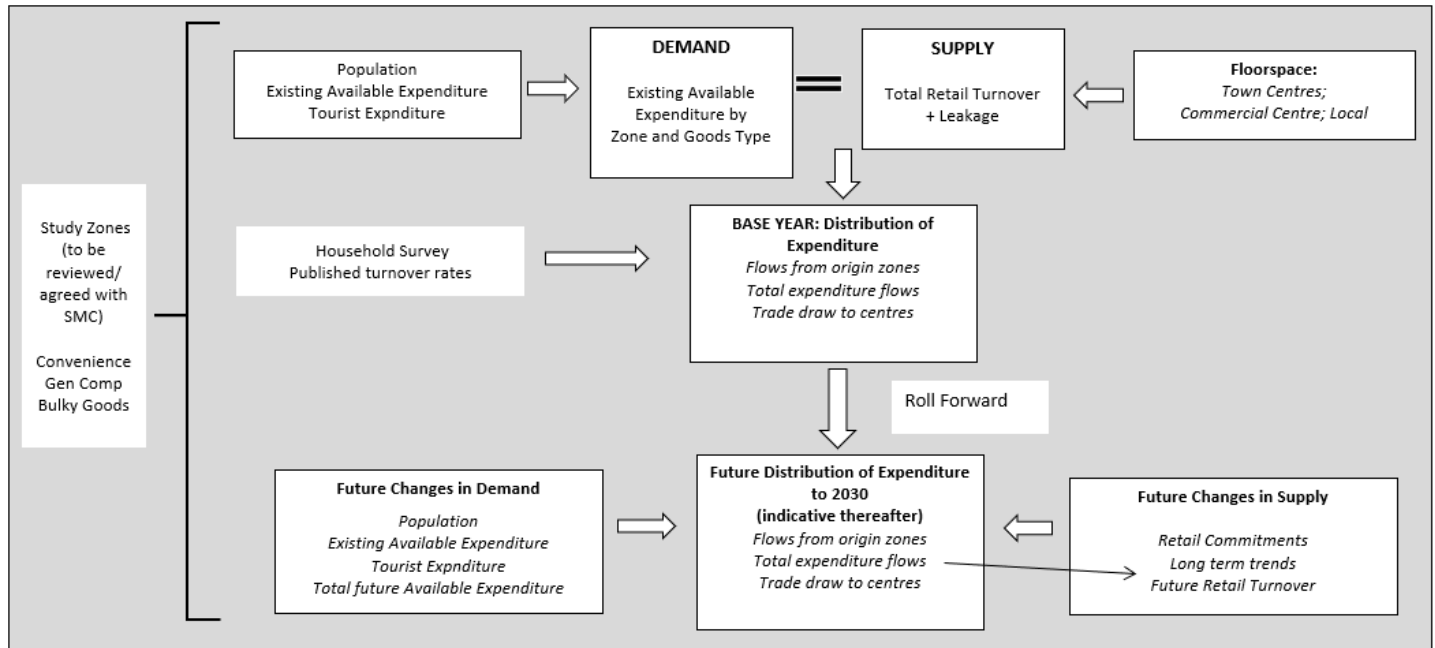 Population
Existing Available Expenditure
Tourist Expnditure
DEMAND
Existing Available
Expenditure by
Zone and Goods Type
SUPPLY
Total Retail Turnover
+ Leakage
Floorspace:
Town Centres;
Commercial Centre; Local
Study Zones
(to be
reviewed/
agreed with
SMC)
Convenience
Gen Comp
Bulky Goods
Household Survey
Published turnover rates
BASE YEAR: Distribution of
Expenditure
Flows from origin zones
Total expenditure flows
Trade draw to centres
Roll Forward
Future Changes in Demand
Population
Existing Available Expenditure
Tourist Expnditure
Total future Available Expenditure
Future Distribution of Expenditure
to 2030
(indicative thereafter)
Flows from origin zones
Total expenditure flows
Trade draw to centres
Future Changes in Supply
Retail Commitments
Long term trends
Future Retail Turnover